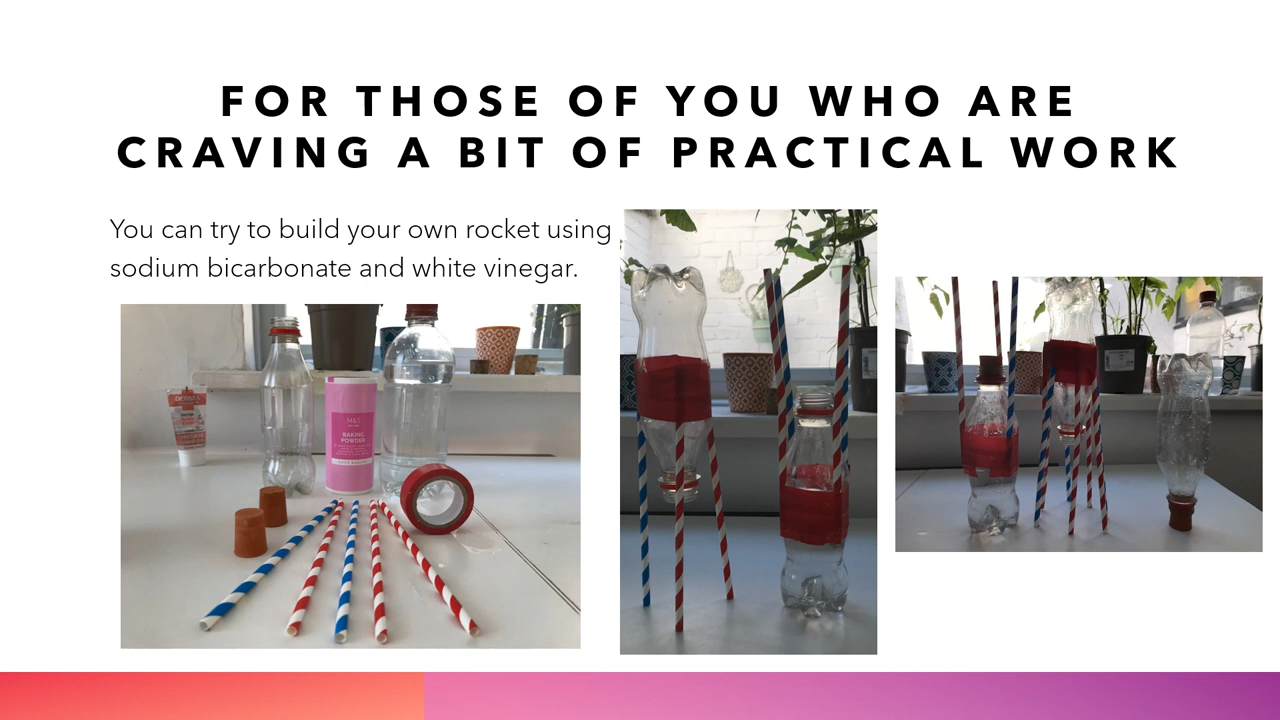 FOR THOSE OF YOU WHO ARE
CRAVING A BIT OF PRACTICAL WORK
You can try to build your own rocket using
sodium bicarbonate and white vinegar.
DERMA
M&S
BAKING
POWDER